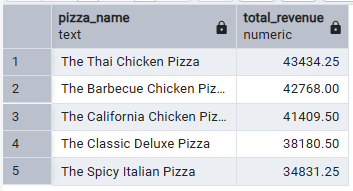 pizza_name total_revenue
text numeric
1 The Thai Chicken Pizza 43434.25
2 The Barbecue Chicken Piz... 42768.00
3 The California Chicken Piz... 41409.50
4 The Classic Deluxe Pizza 38180.50
5 The Spicy Italian Pizza 34831.25